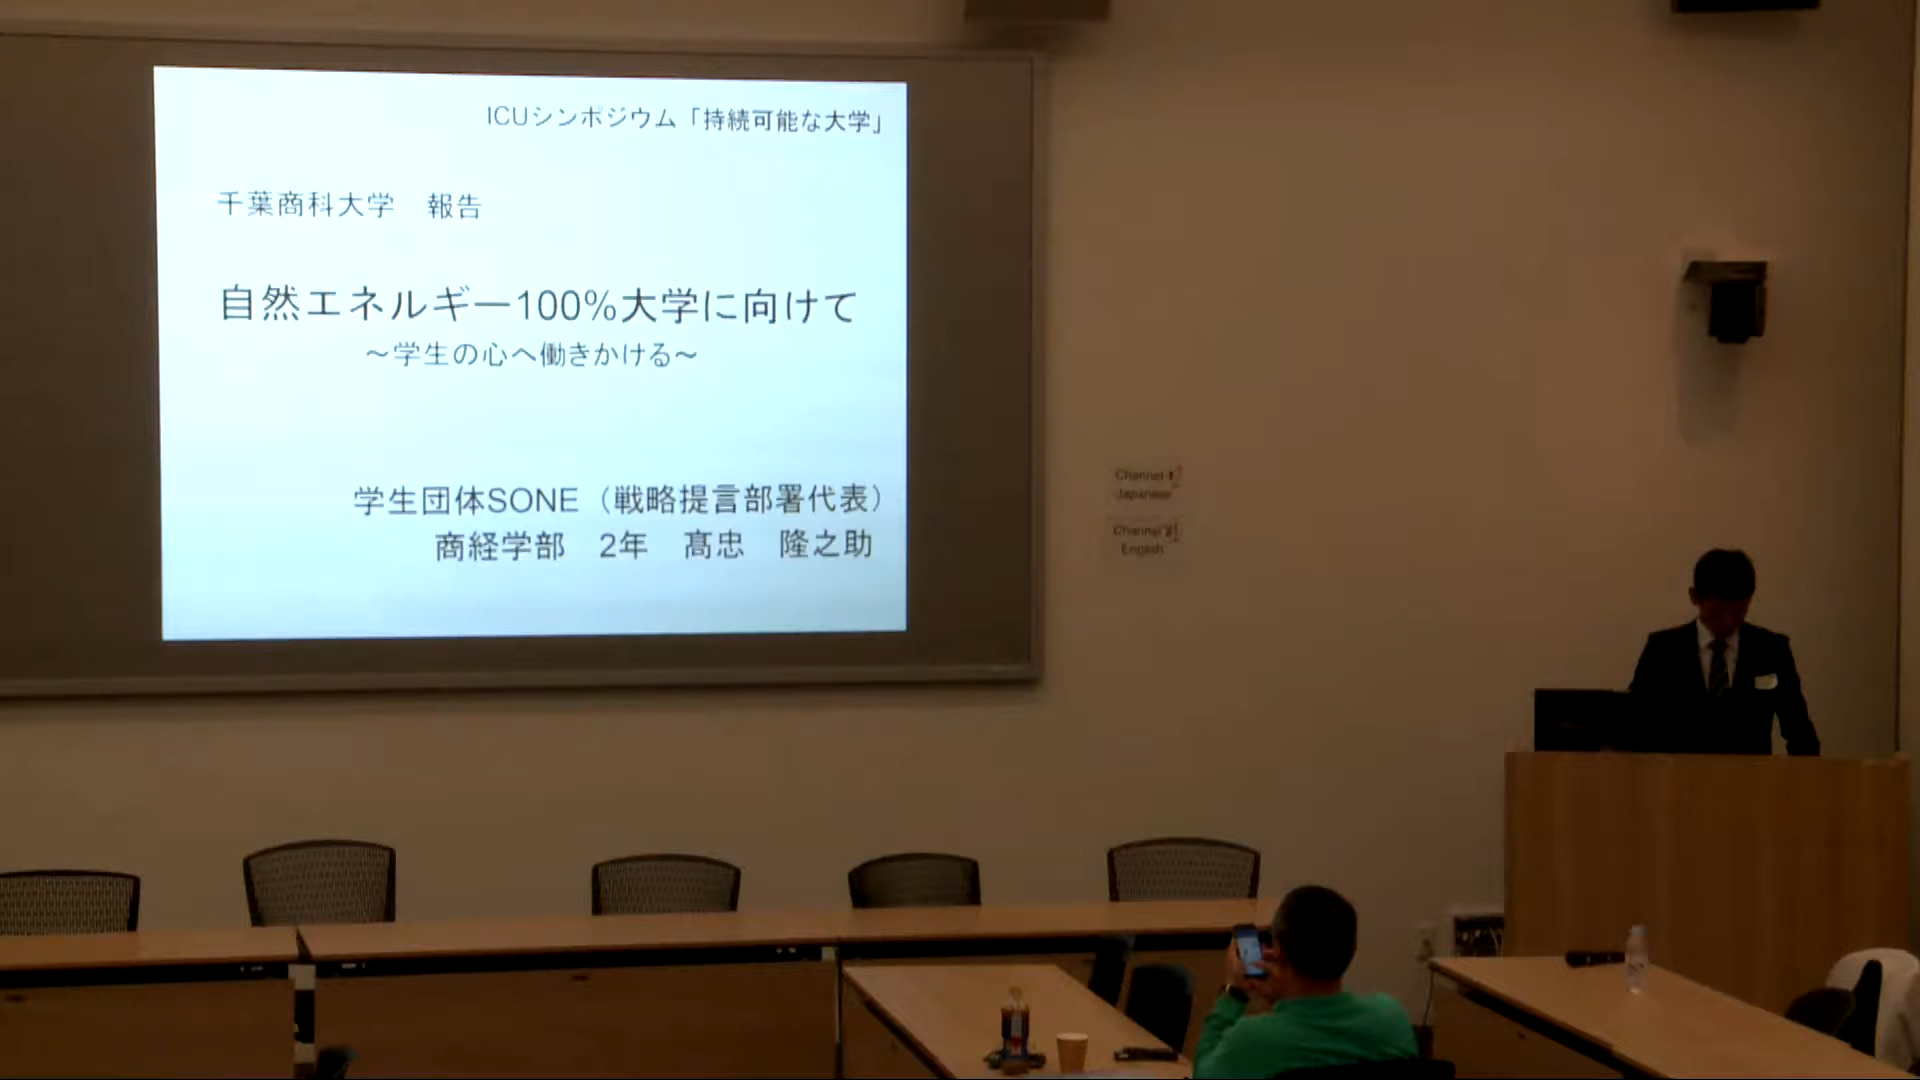 ICUシンポジウム「持続可能な大学」
千葉商科大学　報告
自然エネルギー100%大学に向けて
～学生の心へ働きかける～
学生団体SONE（戦略提言部署代表）
商経学部　2年　髙忠　隆之助
Channel 1
Japanese
Channel 2
English